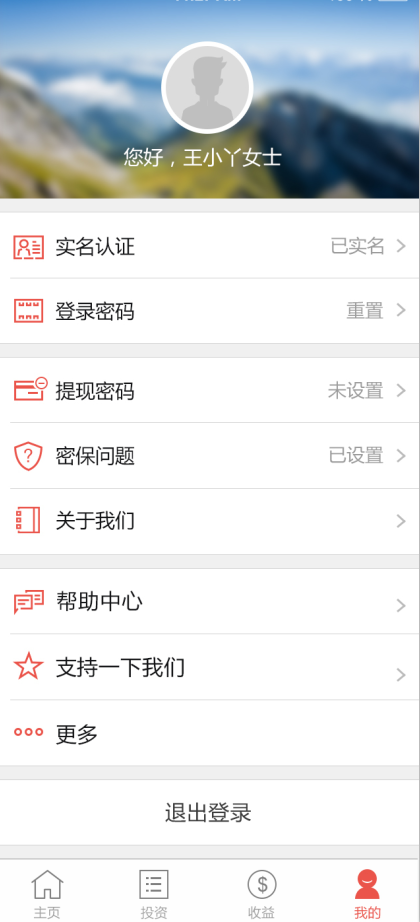 您好，王小丫女士
实名认证 已实名
登录密码 重置
提现密码 未设置
密保问题 已设置
关于我们
帮助中心
支持一下我们
更多
退出登录
主页 投资 收益 我的